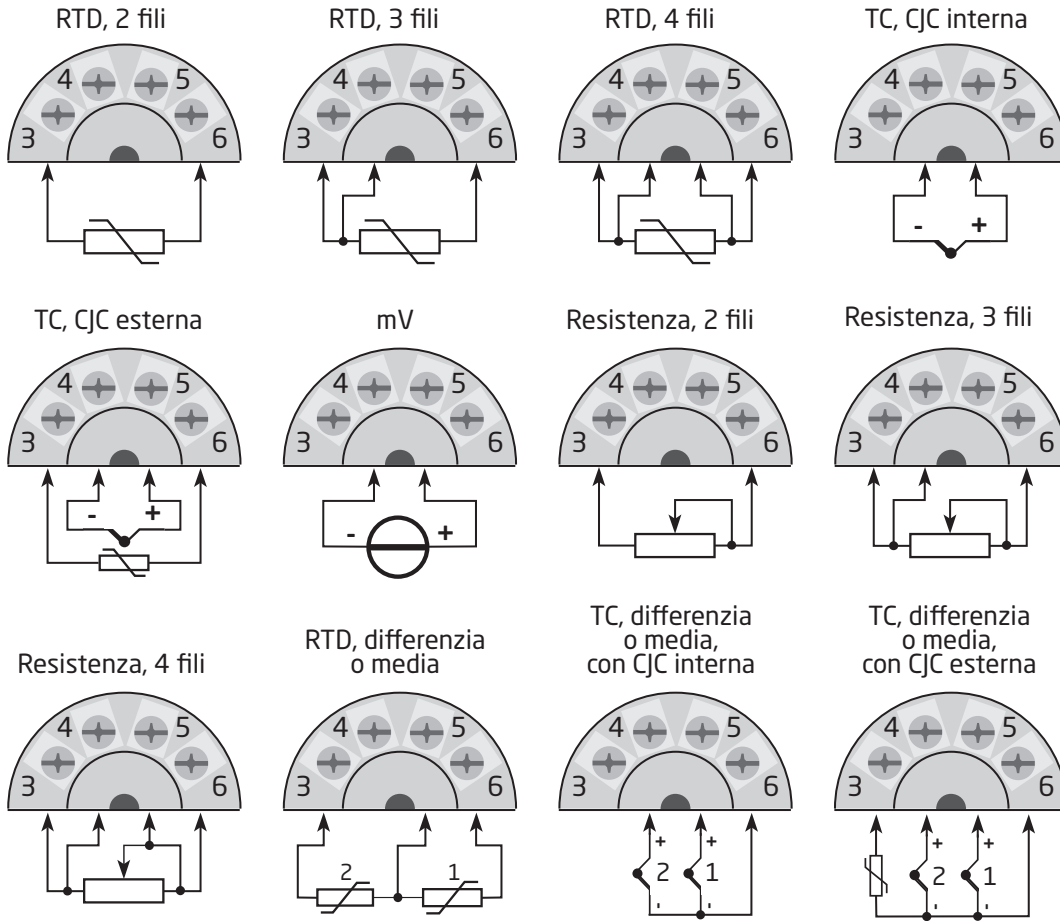 RTD, 2 fili
4 5
3 6
RTD, 3 fili
4 5
3 6
RTD, 4 fili
4 5
3 6
TC, CJC interna
4 5
3 6
- +
TC, CJC esterna
4 5
3 6
- +
mV
4 5
3 6
- +
Resistenza, 2 fili
4 5
3 6
Resistenza, 3 fili
4 5
3 6
Resistenza, 4 fili
4 5
3 6
RTD, differenzia
o media
4 5
3 6
2 1
TC, differenzia
o media,
con CJC interna
4 5
3 6
+ +
2 1
- -
TC, differenzia
o media,
con CJC esterna
4 5
3 6
+ +
2 1
- -